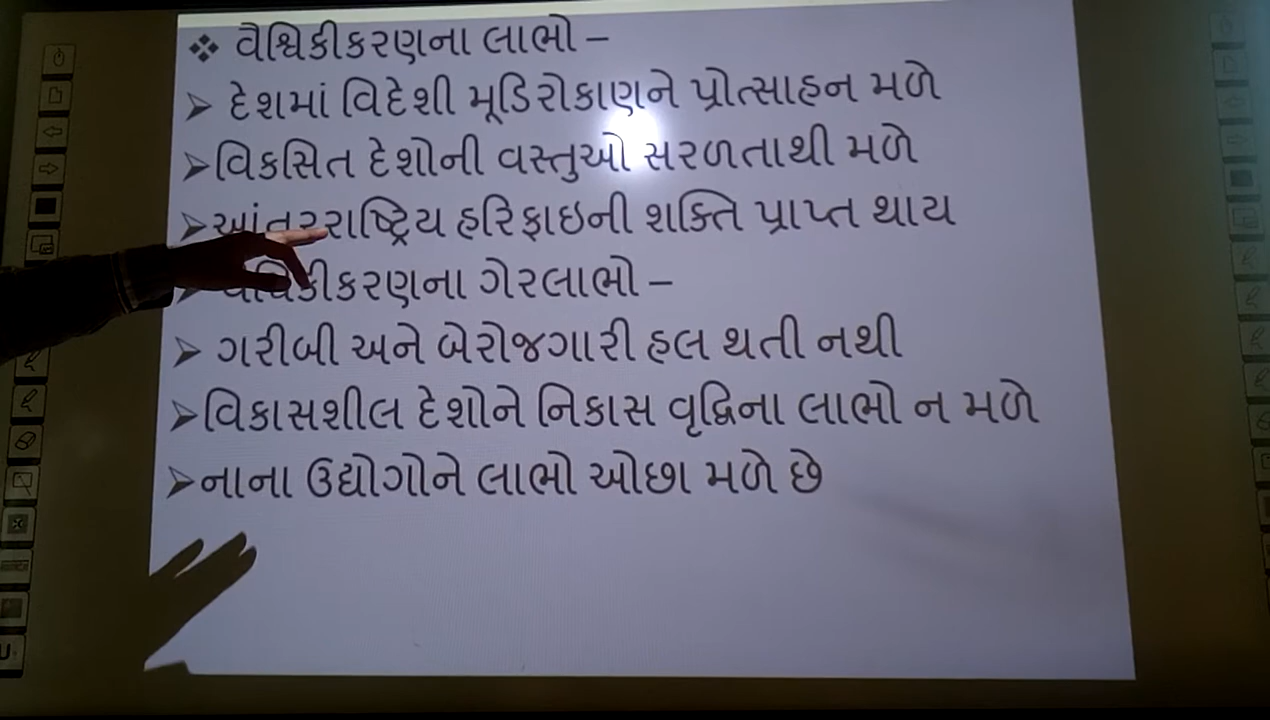 ❖ વૈશ્વિકીકરણના લાભો –
➢ દેશમાં વિદેશી મૂડિરોકાણને પ્રોત્સાહન મળે
➢વિકસિત દેશોની વસ્તુઓ સરળતાથી મળે
➢આંતરરાષ્ટ્રિય હરિફાઇની શક્તિ પ્રાપ્ત થાય
ગેરલાભો –
➢ ગરીબી અને બેરોજગારી હલ થતી નથી
➢વિકાસશીલ દેશોને નિકાસ વૃદ્ધિના લાભો ન મળે
➢નાના ઉદ્યોગોને લાભો ઓછા મળે છે